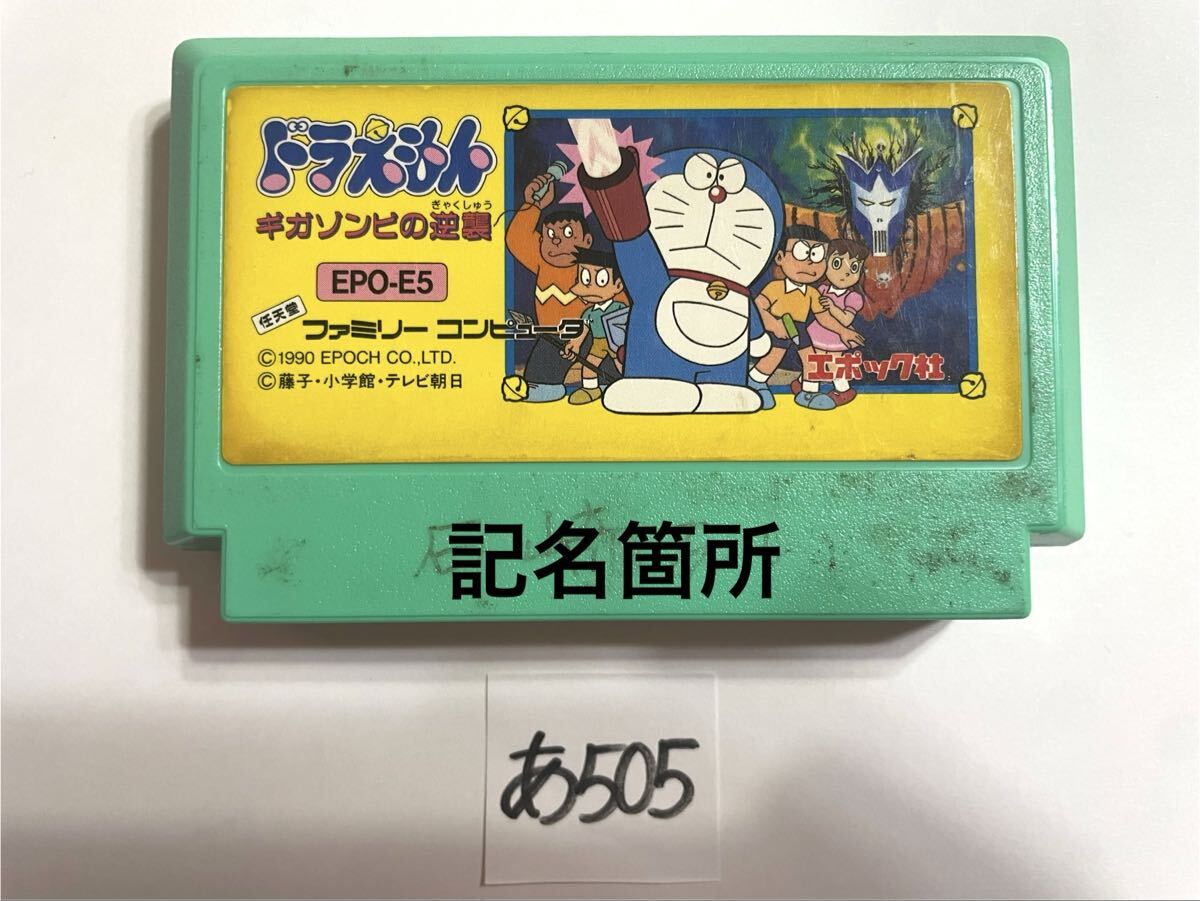 ドラえもん
ぎゃくしゅう
ギガゾンビの逆襲
EPO-E5
任天堂
ファミリー コンピュータ
©1990 EPOCH CO.,LTD.
©藤子・小学館・テレビ朝日
エポック社
記名箇所
あ505